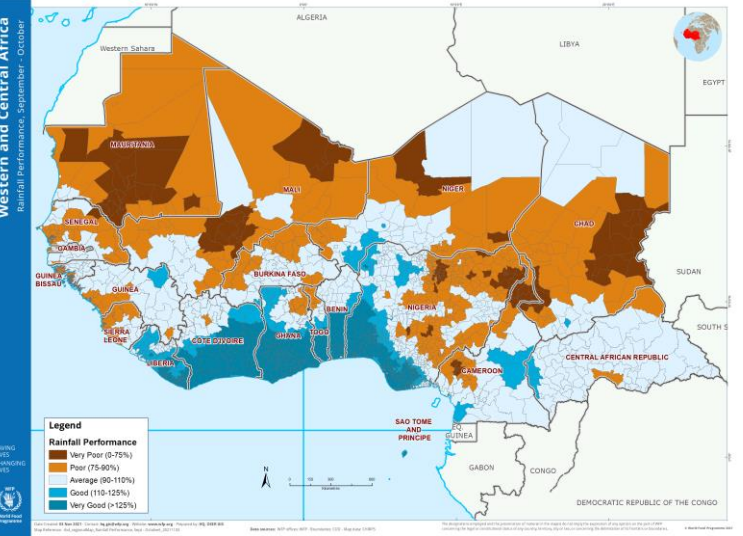 Western and Central Africa
Rainfall Performance, September - October
ALGERIA
LIBYA
EGYPT
Western Sahara
MAURITANIA
MALI
NIGER
CHAD
SUDAN
SENEGAL
GAMBIA
GUINEA
BISSAU
GUINEA
BURKINA FASO
BENIN
NIGERIA
SIERRA
LEONE
LIBERIA
COTE D'IVOIRE
GHANA
TOGO
CAMEROON
CENTRAL AFRICAN REPUBLIC
SOUTH S
SAO TOME
AND
PRINCIPE
EQ.
GUINEA
GABON
CONGO
DEMOCRATIC REPUBLIC OF THE CONGO
Legend
Rainfall Performance
Very Poor (0-75%)
Poor (75-90%)
Average (90-110%)
Good (110-125%)
Very Good (>125%)
N
WFP
World Food
Programme